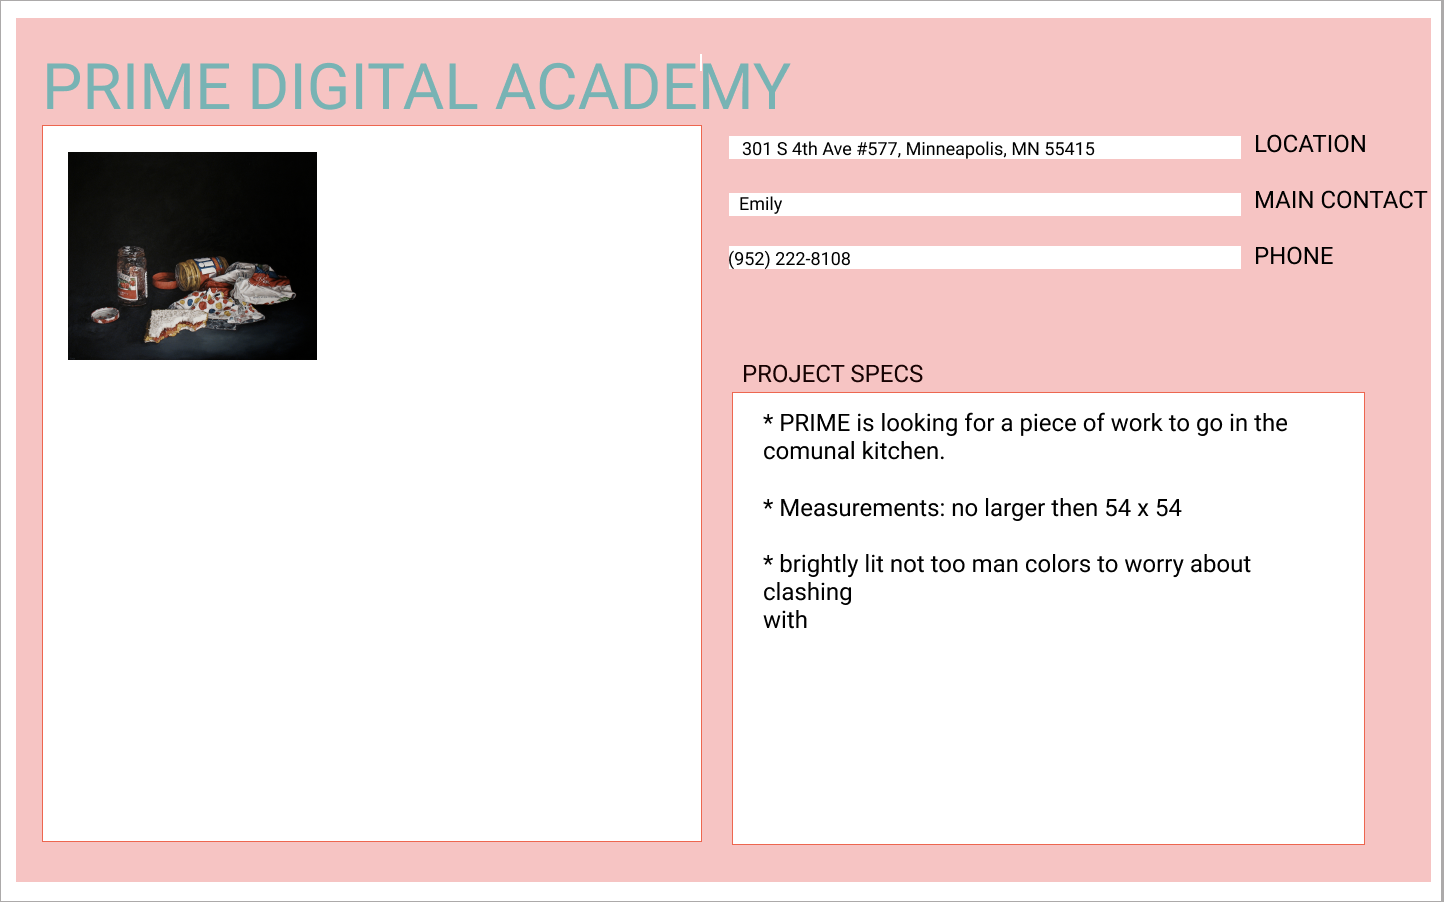 PRIME DIGITAL ACADEMY
301 S 4th Ave #577, Minneapolis, MN 55415
LOCATION
Emily
MAIN CONTACT
(952) 222-8108
PHONE
PROJECT SPECS
* PRIME is looking for a piece of work to go in the
comunal kitchen.
* Measurements: no larger then 54 x 54
* brightly lit not too man colors to worry about
clashing
with